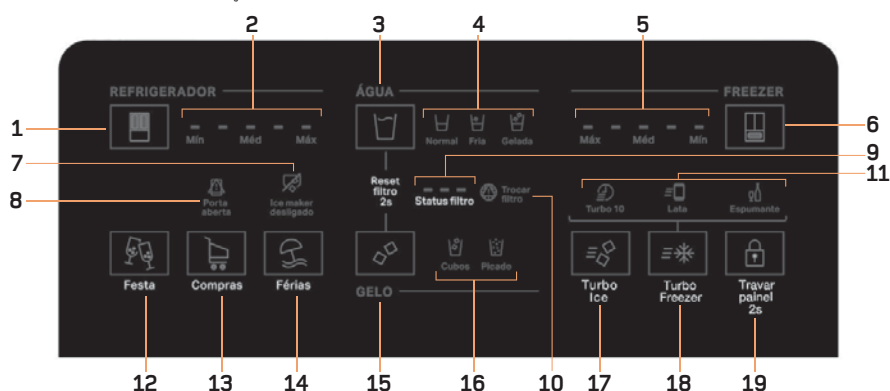 2 3 4 5
REFRIGERADOR ÁGUA FREEZER
1 6
Mín Méd Máx Normal Fria Gelada Máx Méd Mín
7 9
11
8 Porta aberta Ice maker desligado Reset filtro 2s Status filtro Trocar filtro Turbo 10 Lata Espumante
Cubos Picado
Festa Compras Férias Turbo Ice Turbo Freezer Travar painel 2s
GELO
12 13 14 15 16 10 17 18 19